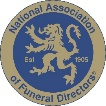 National Association
Est 1905
of Funeral Directors